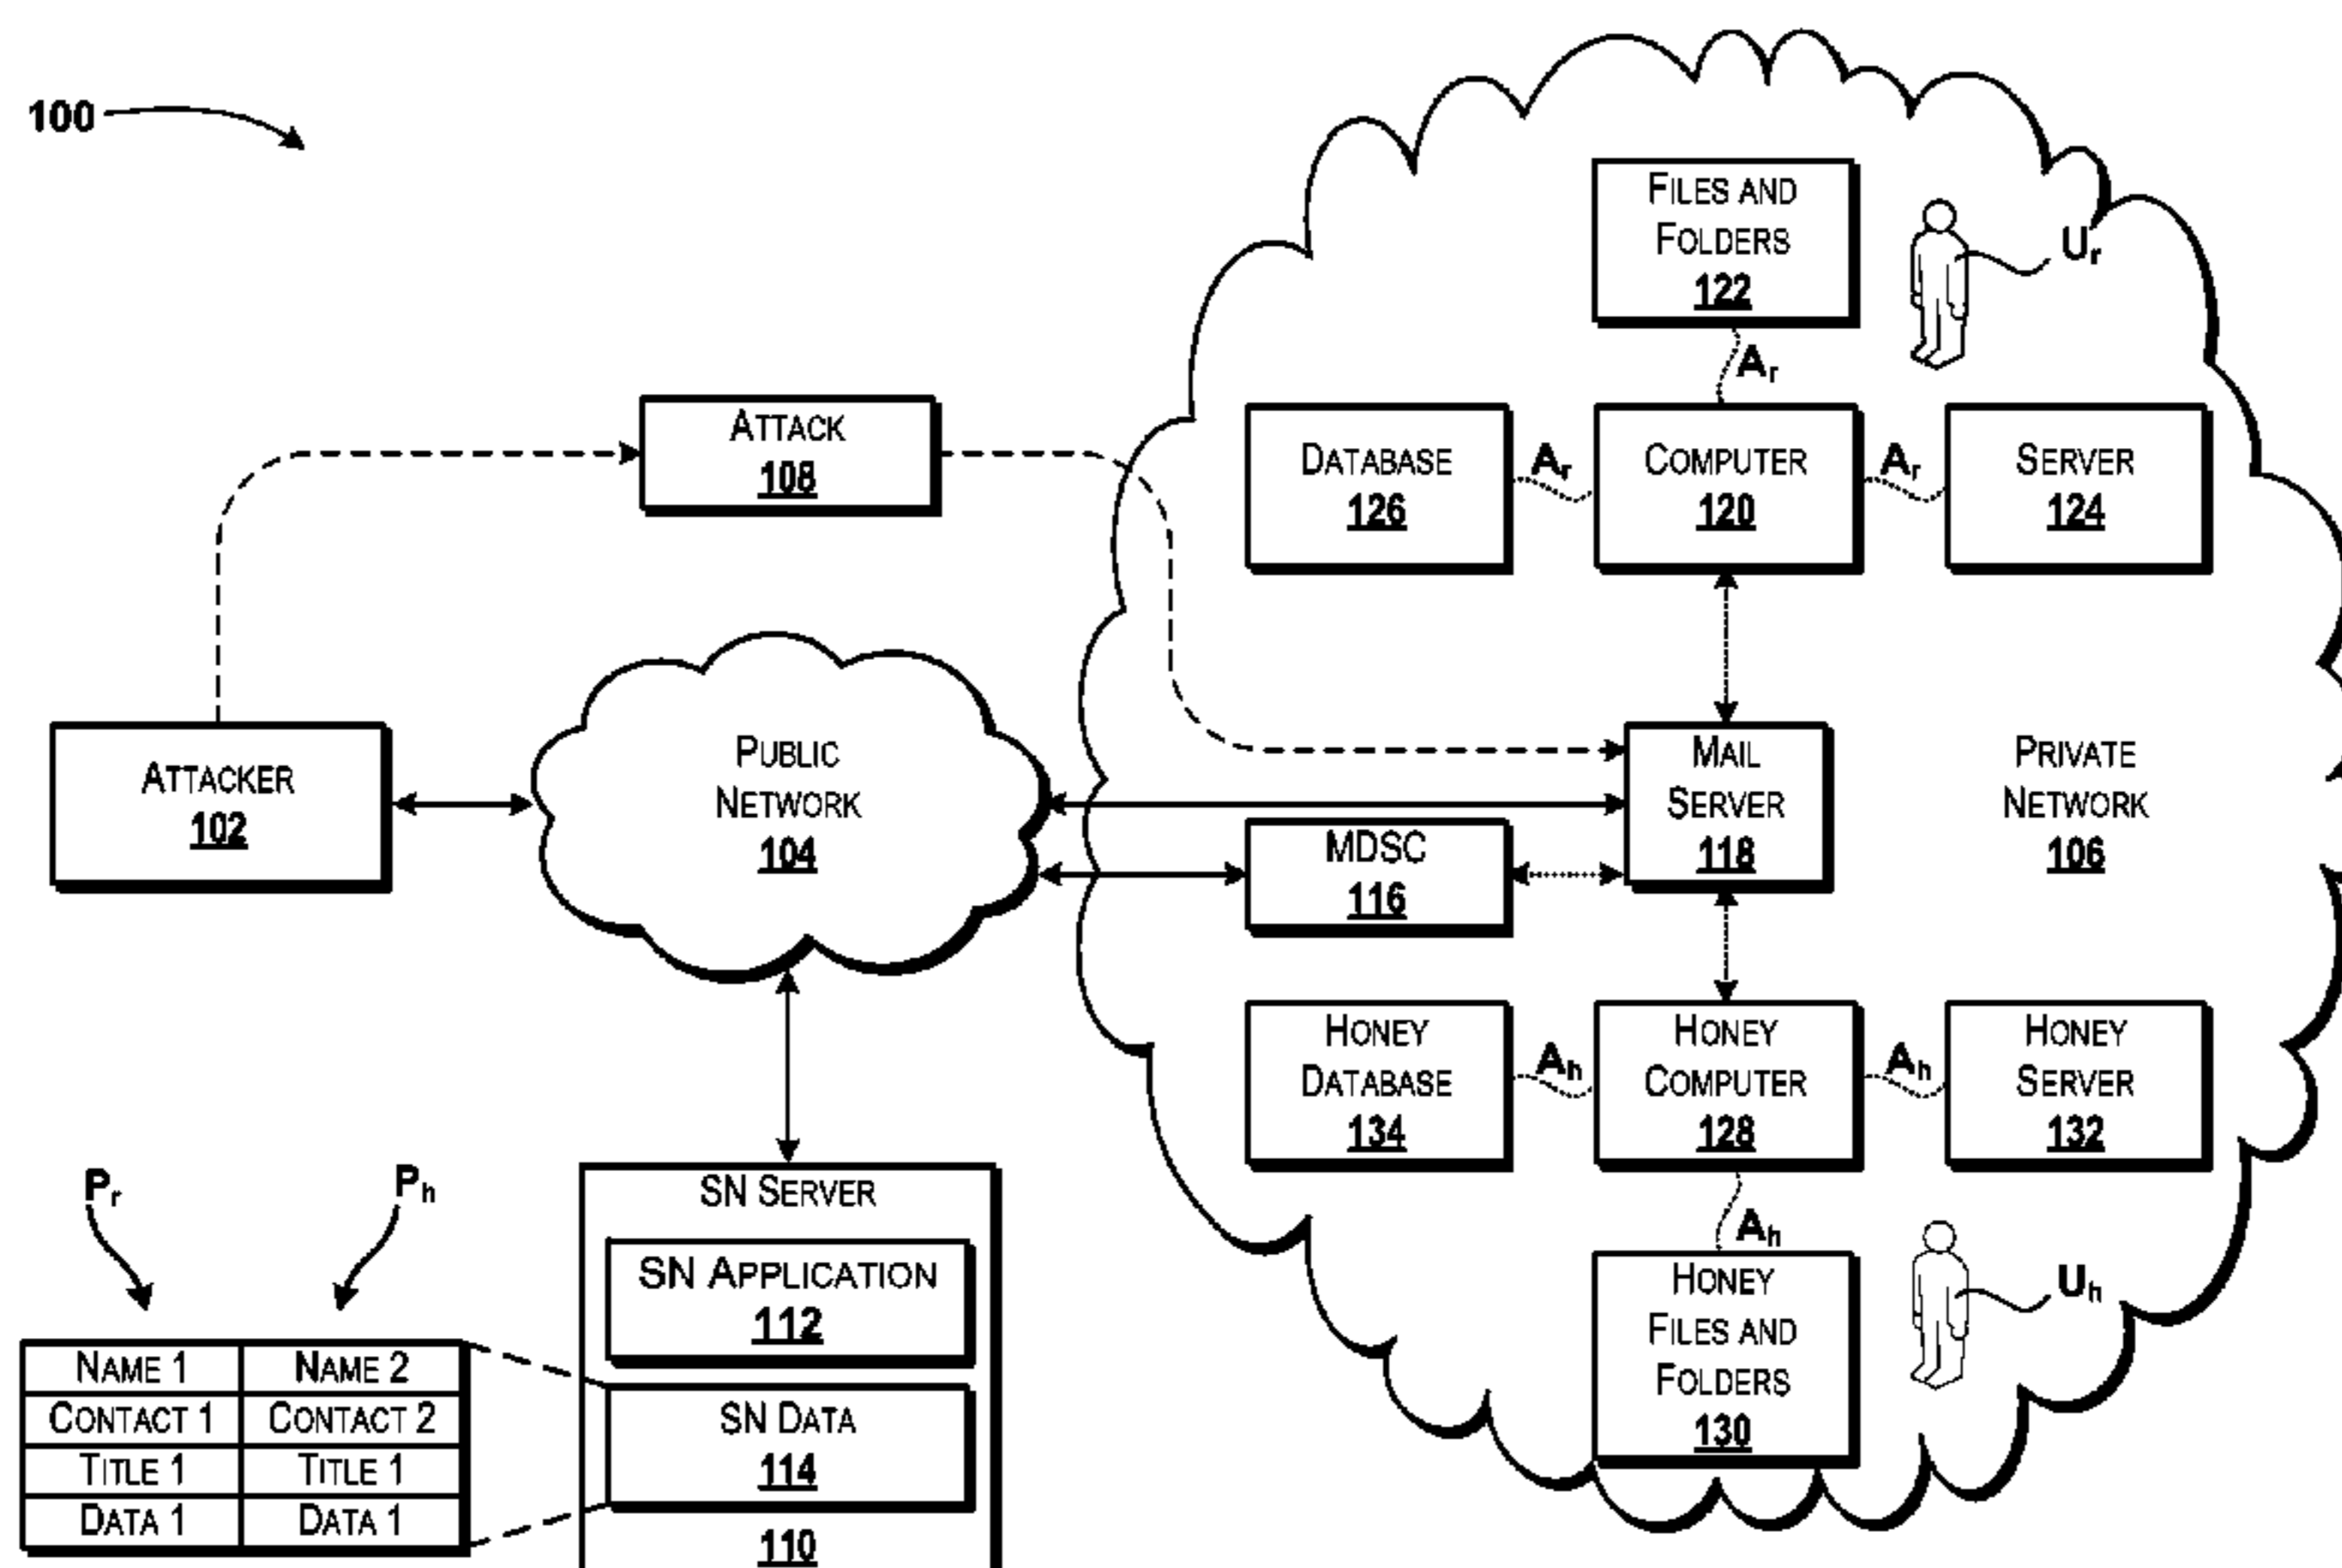 100
FILES AND
FOLDERS
122
Ur
Ar
ATTACK
108
DATABASE
126
Ar
COMPUTER
120
Ar
SERVER
124
ATTACKER
102
PUBLIC
NETWORK
104
MAIL
SERVER
118
PRIVATE
NETWORK
106
MDSC
116
HONEY
DATABASE
134
Ah
HONEY
COMPUTER
128
Ah
HONEY
SERVER
132
Ah
HONEY
FILES AND
FOLDERS
130
Uh
Pr
Ph
SN SERVER
SN APPLICATION
112
SN DATA
114
110
NAME 1 NAME 2
CONTACT 1 CONTACT 2
TITLE 1 TITLE 1
DATA 1 DATA 1